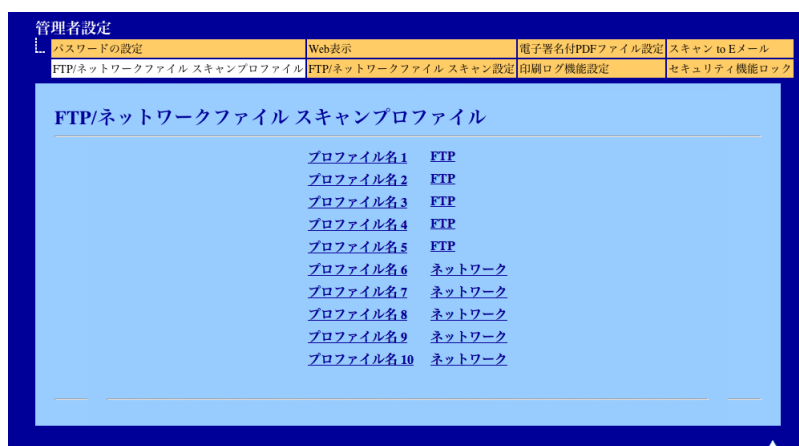 管理者設定
パスワードの設定 Web表示 電子署名付PDFファイル設定 スキャン to Eメール
FTP/ネットワークファイル スキャンプロファイル FTP/ネットワークファイル スキャン設定 印刷ログ機能設定 セキュリティ機能ロック
FTP/ネットワークファイル スキャンプロファイル
プロファイル名 1 FTP
プロファイル名 2 FTP
プロファイル名 3 FTP
プロファイル名 4 FTP
プロファイル名 5 FTP
プロファイル名 6 ネットワーク
プロファイル名 7 ネットワーク
プロファイル名 8 ネットワーク
プロファイル名 9 ネットワーク
プロファイル名 10 ネットワーク